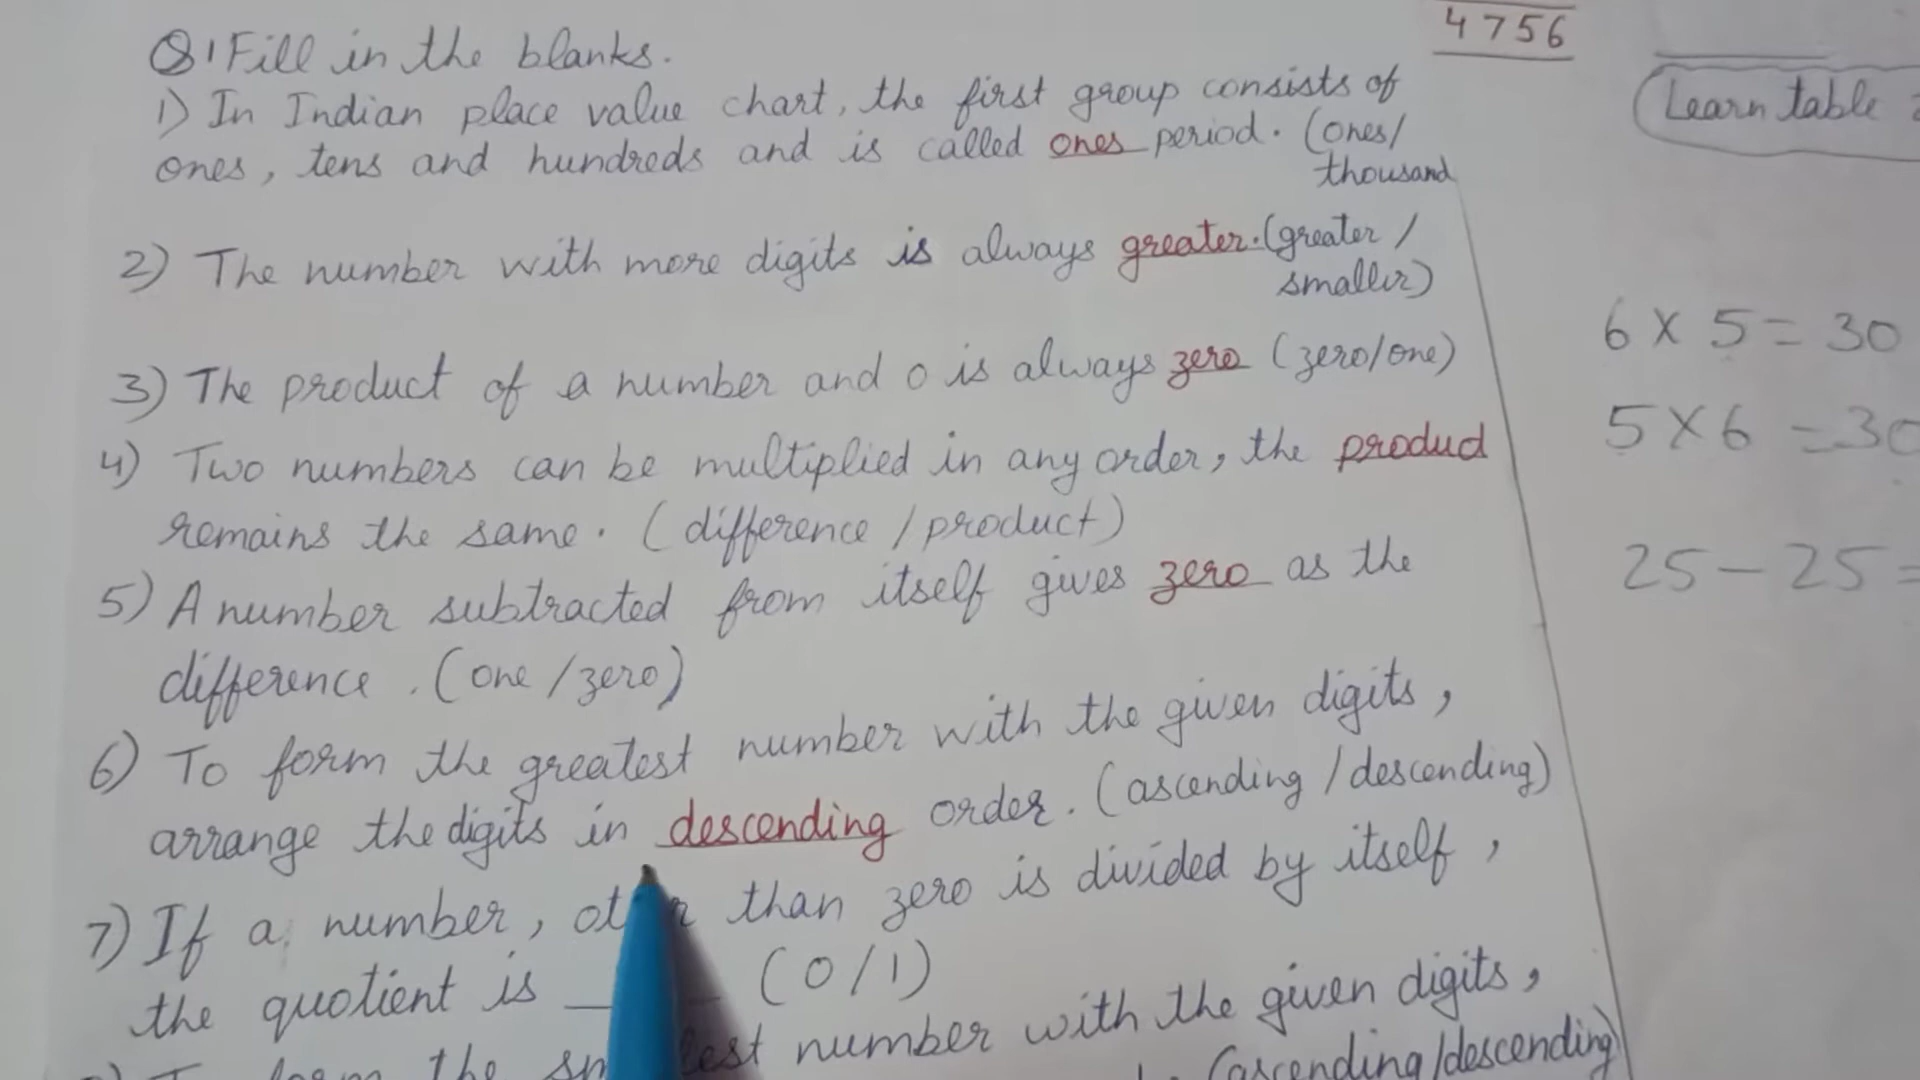 4756
Q1 Fill in the blanks.
Learn table
1) In Indian place value chart, the first group consists of
ones, tens and hundreds and is called ones period. (ones/
thousand
2) The number with more digits is always greater. (greater /
smaller)
6 X 5 = 30
3) The product of a number and 0 is always zero (zero/one)
5 X 6 = 30
4) Two numbers can be multiplied in any order, the product
remains the same. (difference / product)
25 - 25 =
5) A number subtracted from itself gives zero as the
difference. (one / zero)
6) To form the greatest number with the given digits,
arrange the digits in descending order. (ascending / descending)
7) If a number, than zero is divided by itself,
the quotient is ____ (0/1)
the number with the given digits,
(ascending/descending)